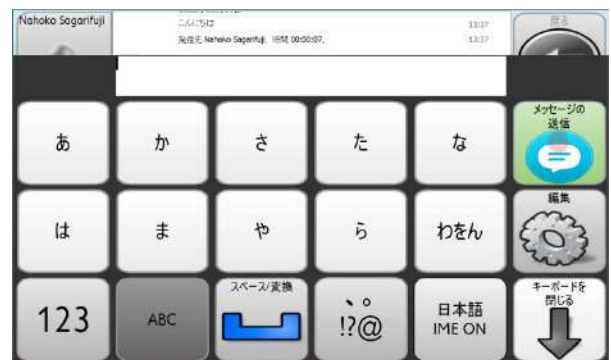 Nahoko Sagarifuji
こんにちは
13:37
発信先 Nahoko Sagarifuji. 時間 00:00:07.
13:37
戻る
あ
か
さ
た
な
メッセージの
送信
は
ま
や
ら
わをん
編集
123
ABC
スペース/変換
、。
!?@
日本語
IME ON
キーボードを
閉じる